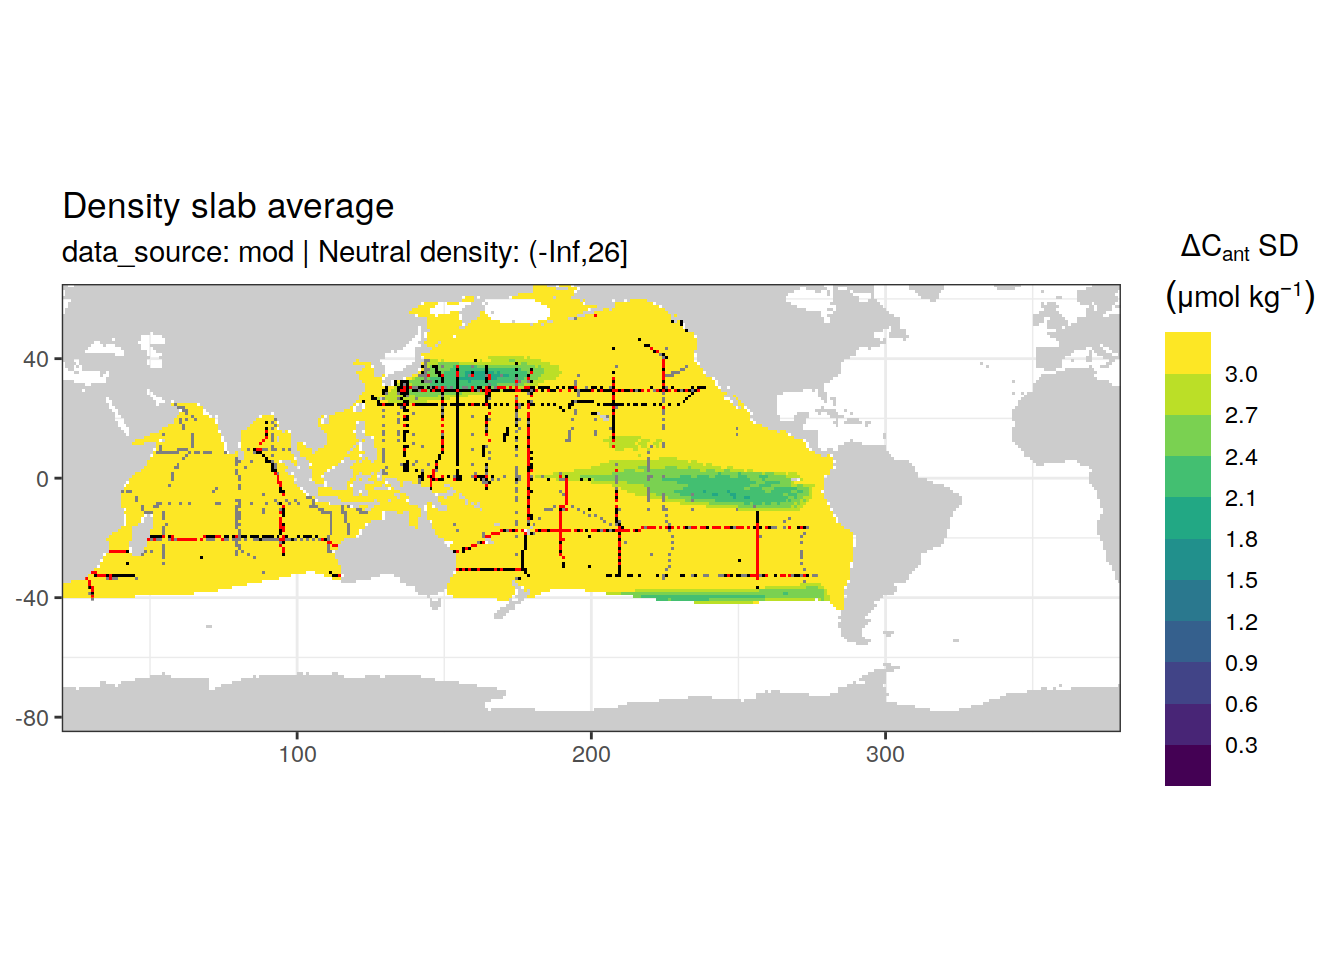 Density slab average
data_source: mod | Neutral density: (-Inf,26]
ΔCant SD
(μmol kg−1)
3.0
2.7
2.4
2.1
1.8
1.5
1.2
0.9
0.6
0.3
40
0
-40
-80
100 200 300